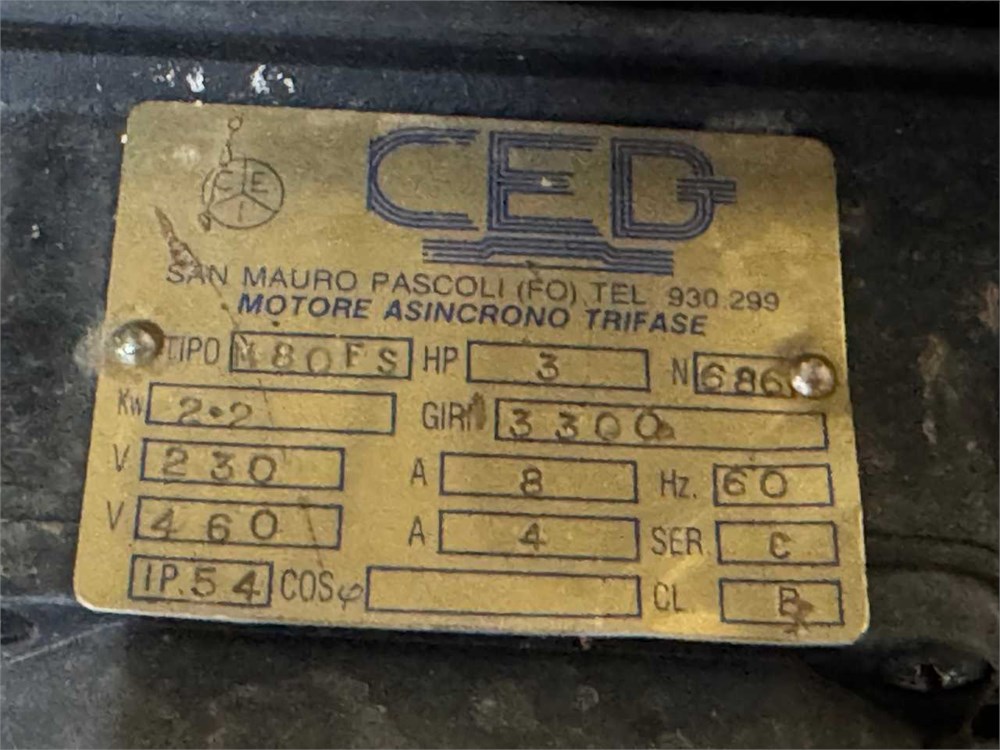 CEI
CED
SAN MAURO PASCOLI (FO) TEL 930.299
MOTORE ASINCRONO TRIFASE
TIPO M80FS HP 3 N 686
Kw 2.2 GIRI 3300
V 230 A 8 Hz. 60
V 460 A 4 SER C
IP.54 COSφ CL B